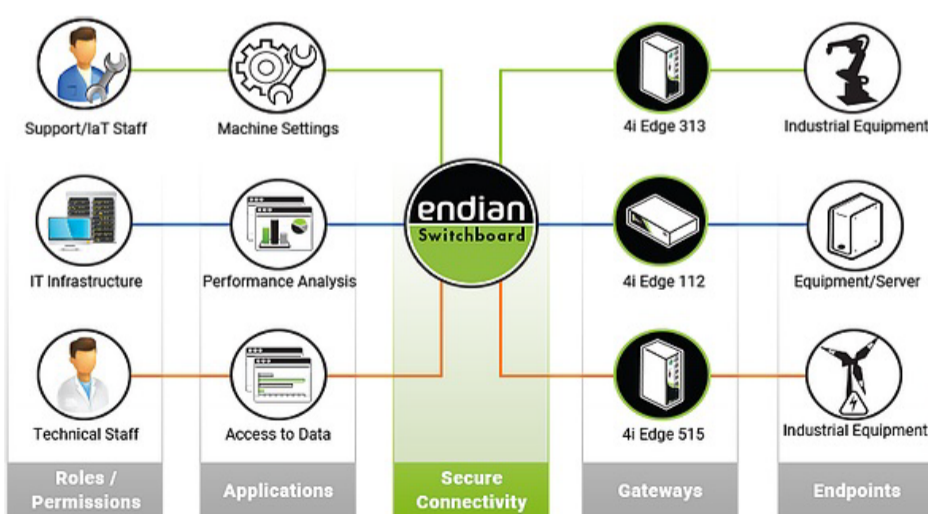 Support/IaT Staff
Machine Settings
4i Edge 313
Industrial Equipment
endian
Switchboard
IT Infrastructure
Performance Analysis
4i Edge 112
Equipment/Server
Technical Staff
Access to Data
4i Edge 515
Industrial Equipment
Roles /
Permissions
Applications
Secure
Connectivity
Gateways
Endpoints